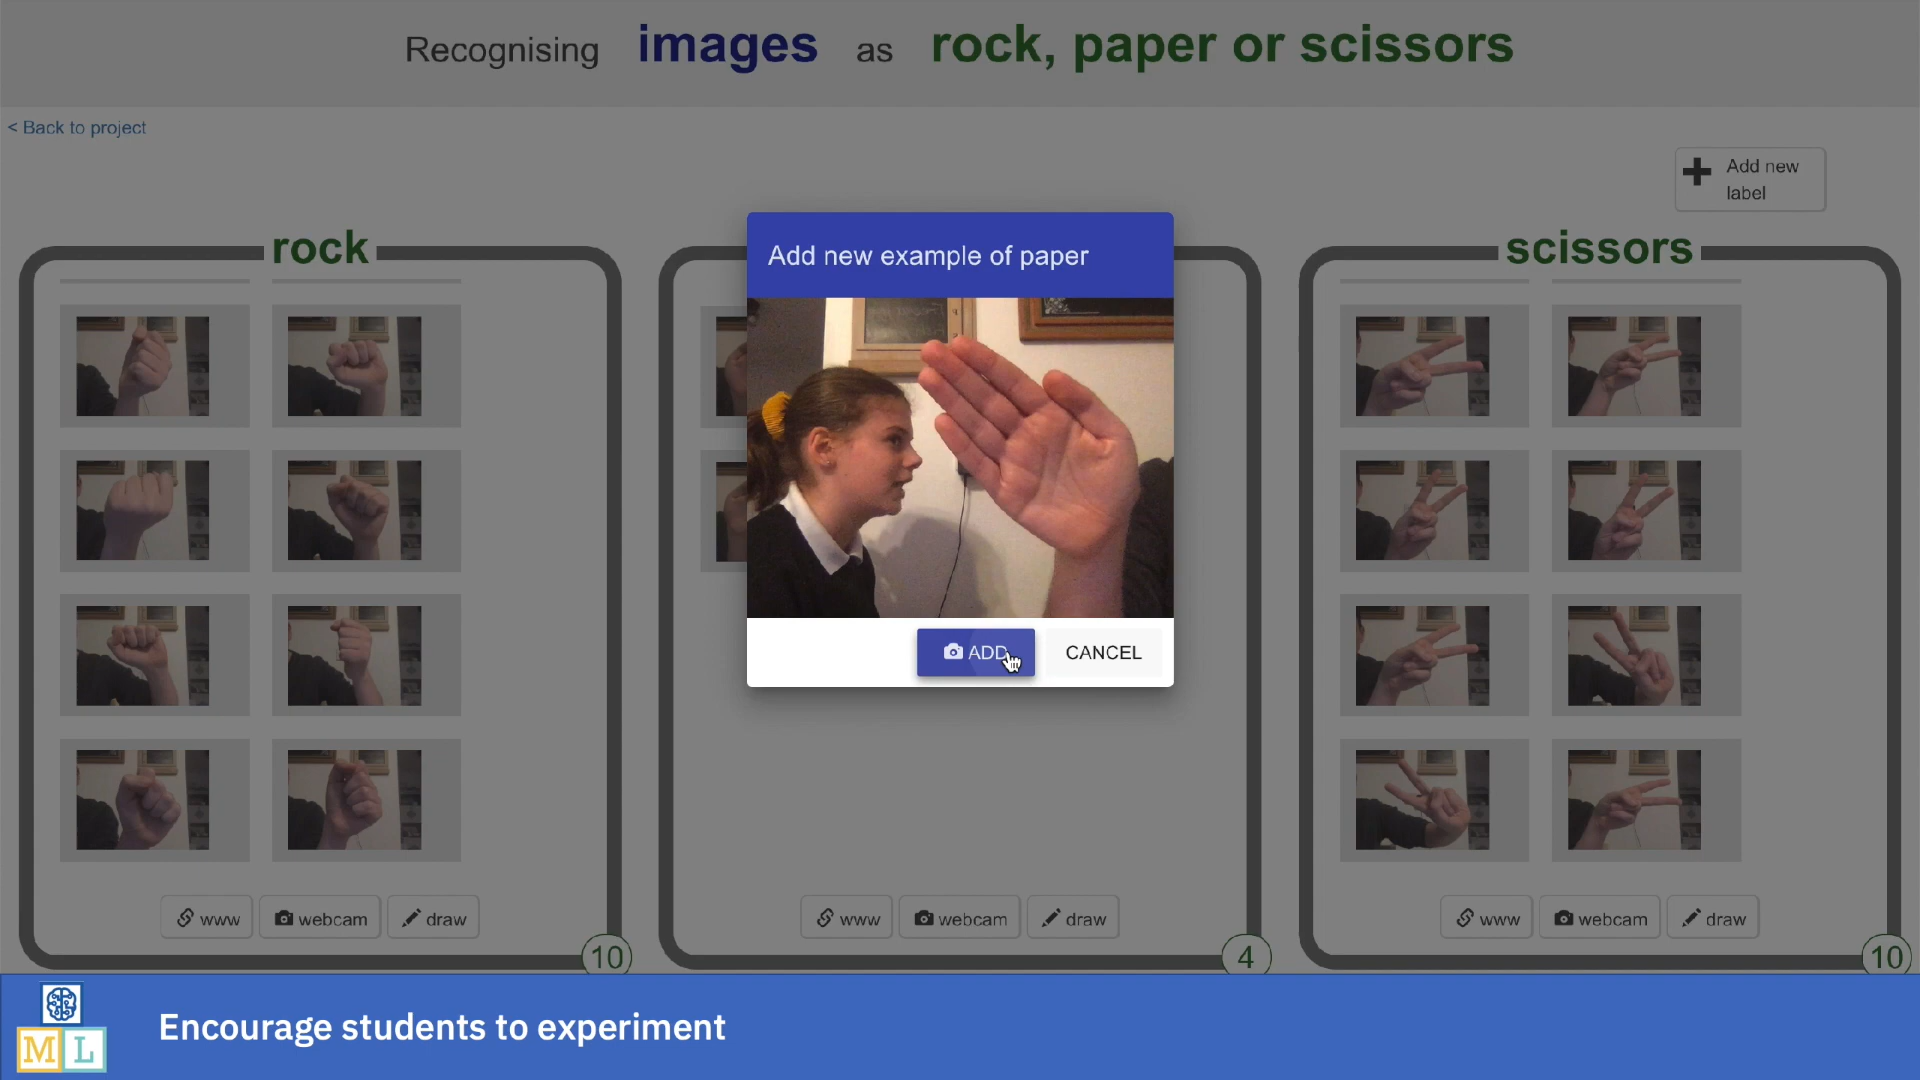 Recognising images as rock, paper or scissors
< Back to project
Add new
label
rock
scissors
Add new example of paper
ADD
CANCEL
www
webcam
draw
10
www
webcam
draw
4
www
webcam
draw
10
ML
Encourage students to experiment